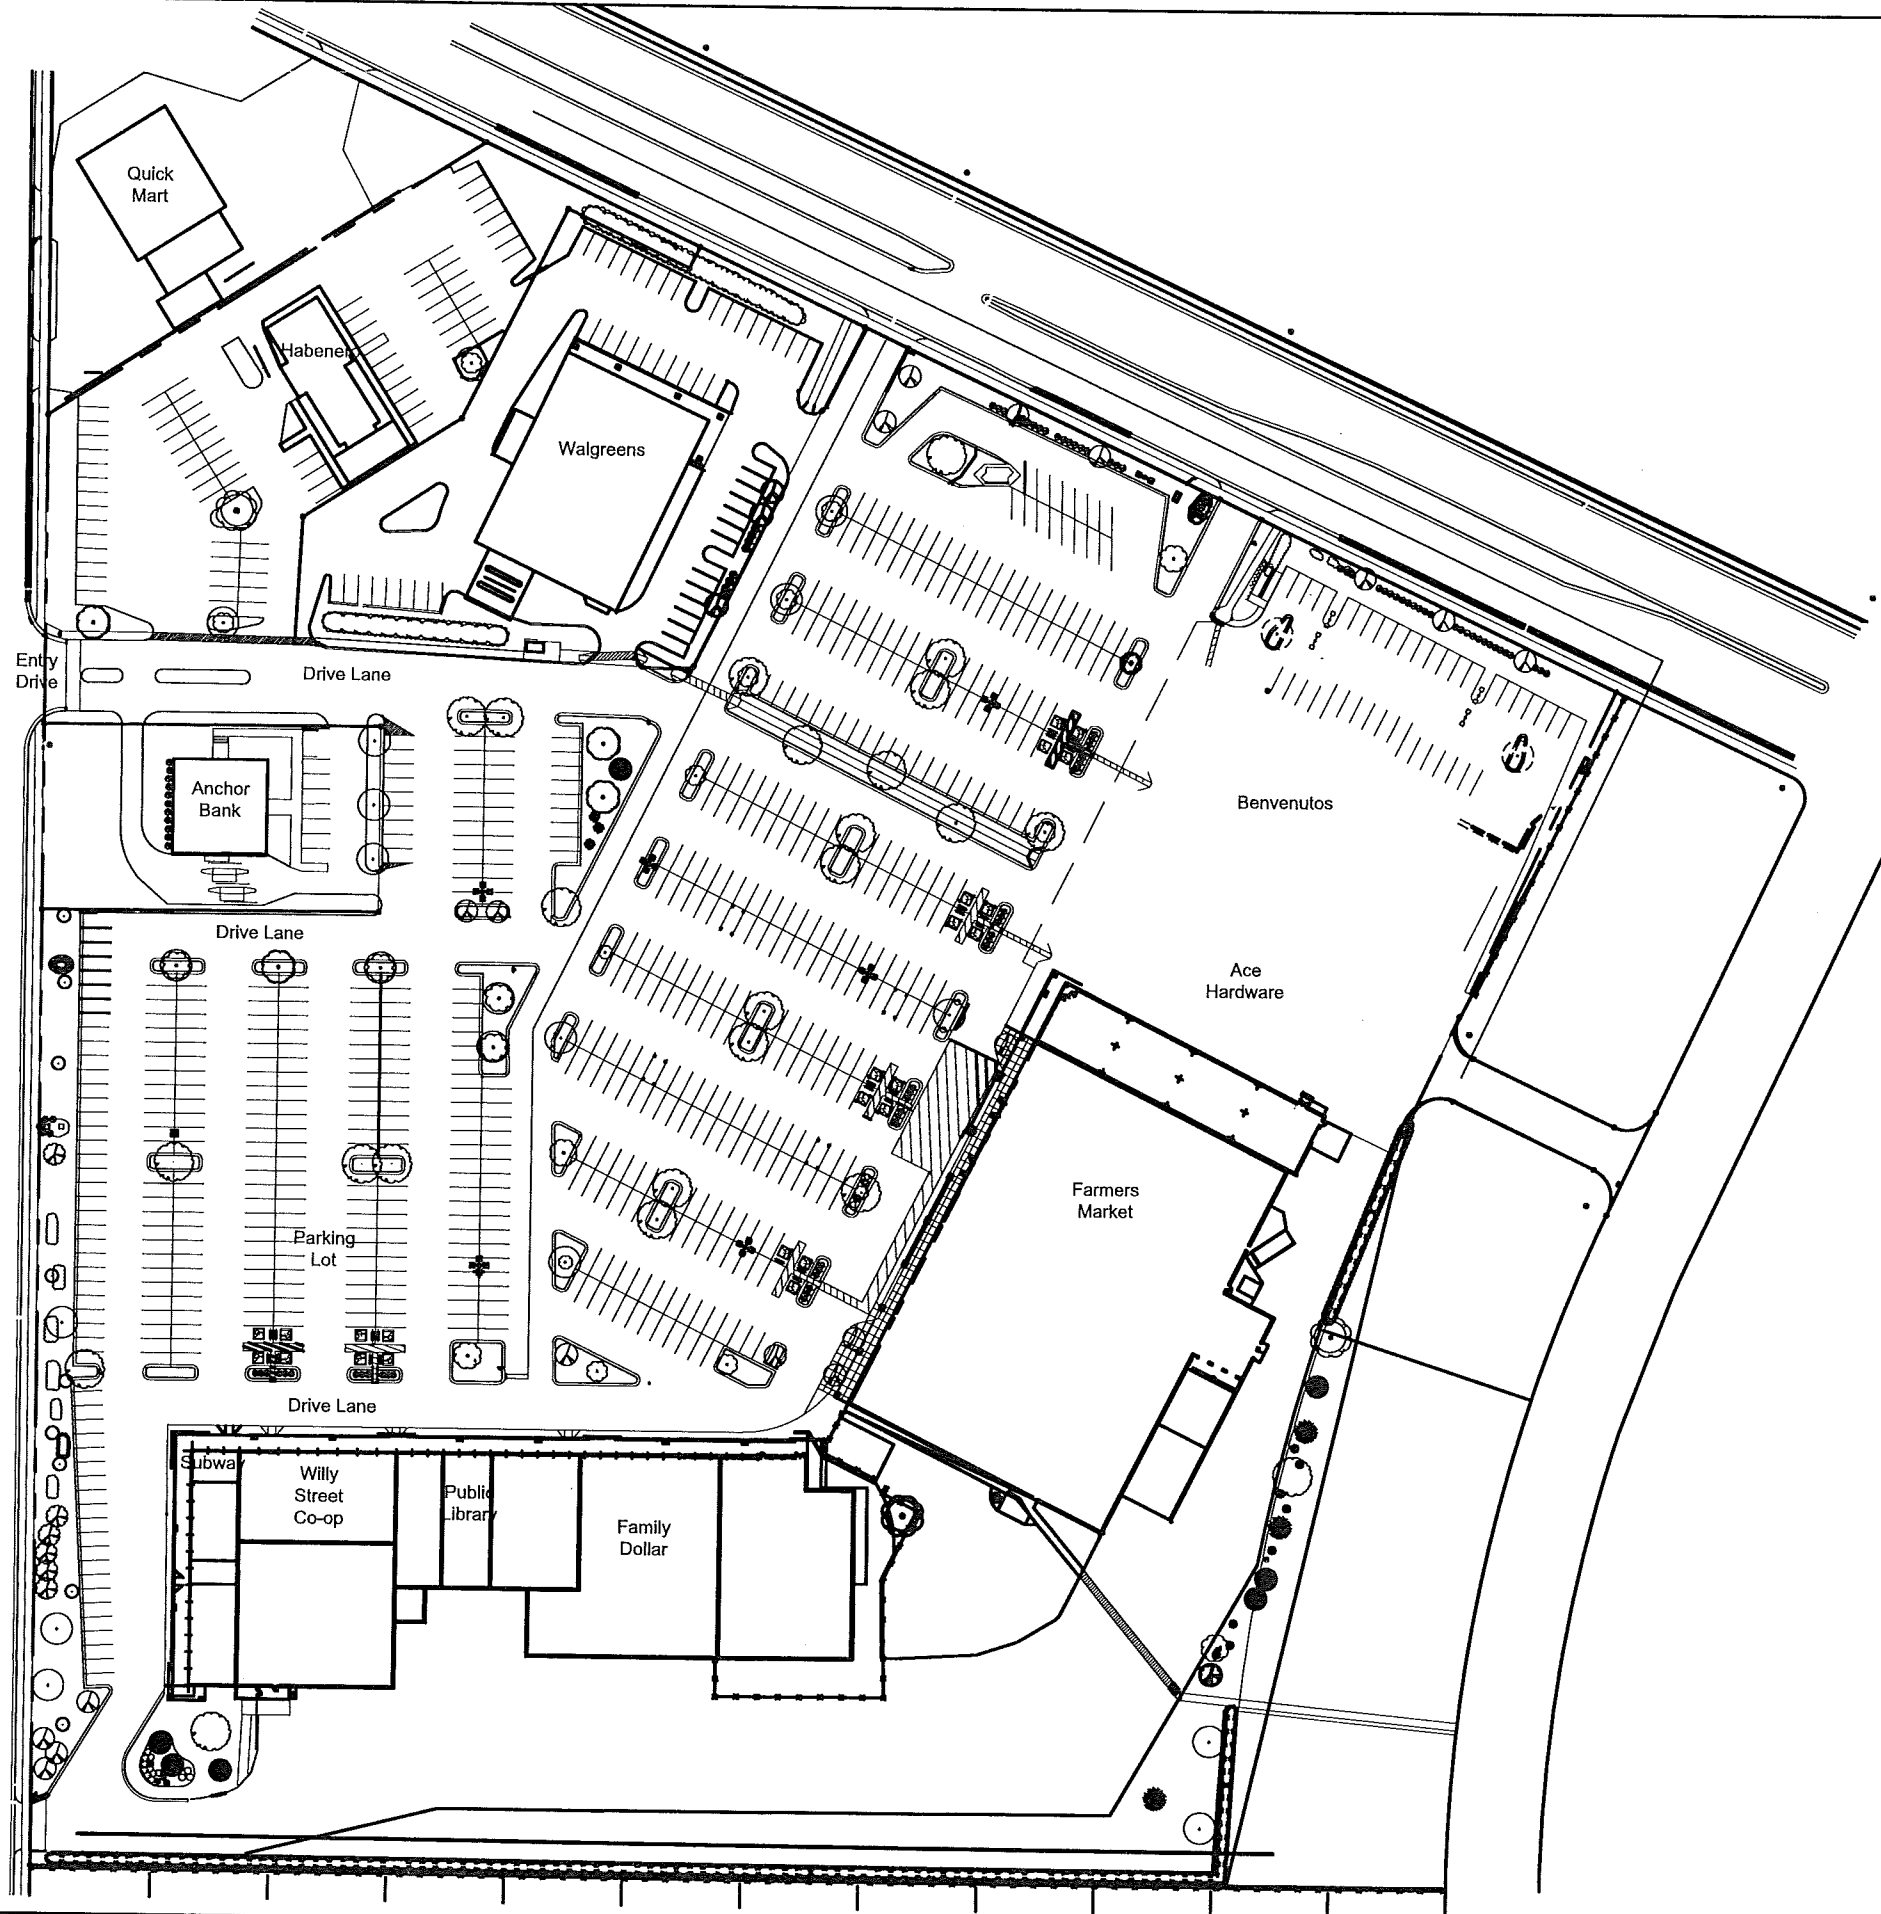 Quick
Mart
Habenero
Walgreens
Entry
Drive
Drive Lane
Anchor
Bank
Benvenutos
Drive Lane
Ace
Hardware
Farmers
Market
Parking
Lot
Drive Lane
Subway
Willy
Street
Co-op
Public
Library
Family
Dollar